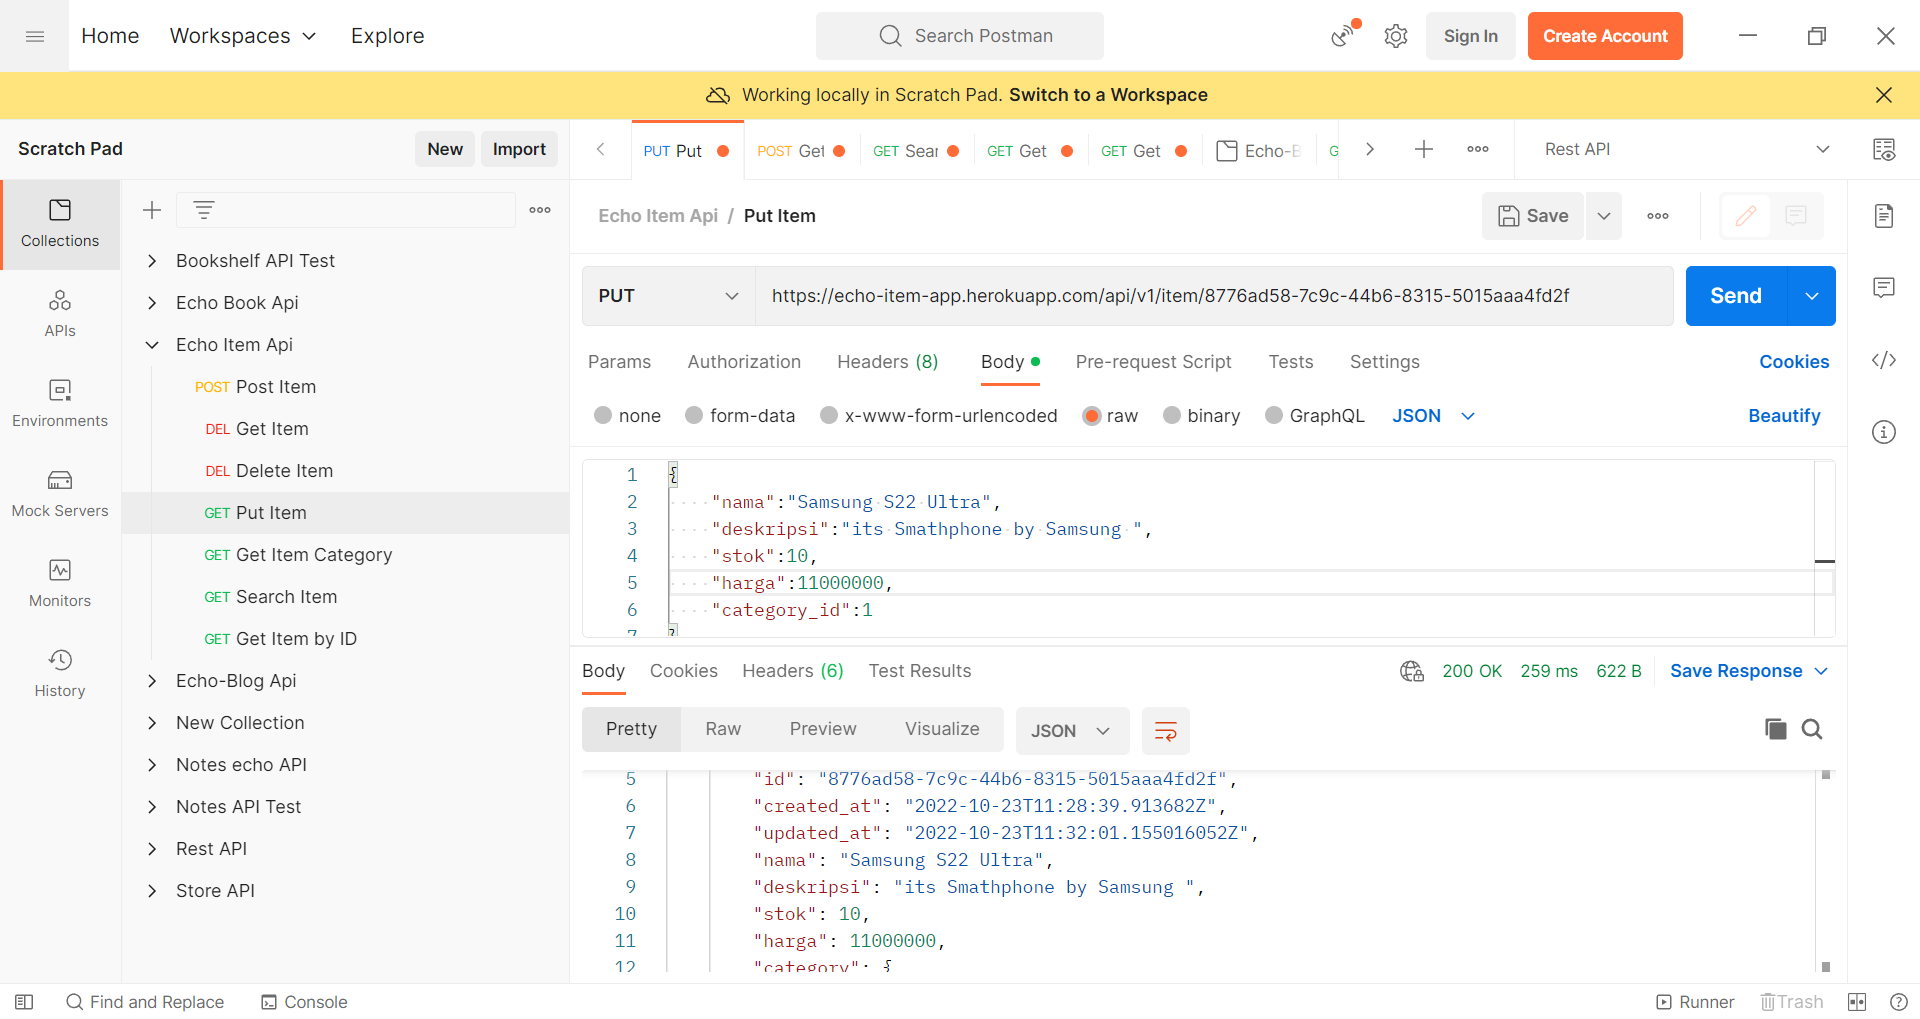 Home
Workspaces
Explore
Search Postman
Sign In
Create Account
Working locally in Scratch Pad. Switch to a Workspace
Scratch Pad
New
Import
PUT Put
POST Get
GET Sear
GET Get
GET Get
Echo-B
G
Rest API
Collections
APIs
Environments
Mock Servers
Monitors
History
Bookshelf API Test
Echo Book Api
Echo Item Api
POST Post Item
DEL Get Item
DEL Delete Item
GET Put Item
GET Get Item Category
GET Search Item
GET Get Item by ID
Echo-Blog Api
New Collection
Notes echo API
Notes API Test
Rest API
Store API
Echo Item Api / Put Item
Save
PUT
https://echo-item-app.herokuapp.com/api/v1/item/8776ad58-7c9c-44b6-8315-5015aaa4fd2f
Send
Params
Authorization
Headers (8)
Body
Pre-request Script
Tests
Settings
Cookies
none
form-data
x-www-form-urlencoded
raw
binary
GraphQL
JSON
Beautify
1 {
2 "nama":"Samsung S22 Ultra",
3 "deskripsi":"its Smathphone by Samsung ",
4 "stok":10,
5 "harga":11000000,
6 "category_id":1
7 }
Body
Cookies
Headers (6)
Test Results
200 OK
259 ms
622 B
Save Response
Pretty
Raw
Preview
Visualize
JSON
5 "id": "8776ad58-7c9c-44b6-8315-5015aaa4fd2f",
6 "created_at": "2022-10-23T11:28:39.913682Z",
7 "updated_at": "2022-10-23T11:32:01.155016052Z",
8 "nama": "Samsung S22 Ultra",
9 "deskripsi": "its Smathphone by Samsung ",
10 "stok": 10,
11 "harga": 11000000,
12 "category": {
Find and Replace
Console
Runner
Trash